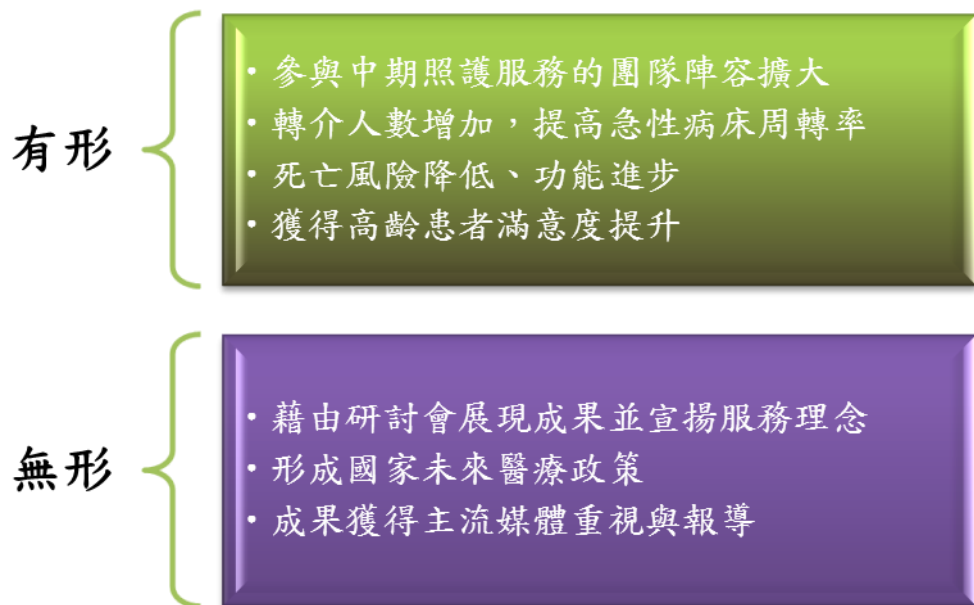 有形
• 參與中期照護服務的團隊陣容擴大
• 轉介人數增加，提高急性病床周轉率
• 死亡風險降低、功能進步
• 獲得高齡患者滿意度提升
無形
• 藉由研討會展現成果並宣揚服務理念
• 形成國家未來醫療政策
• 成果獲得主流媒體重視與報導